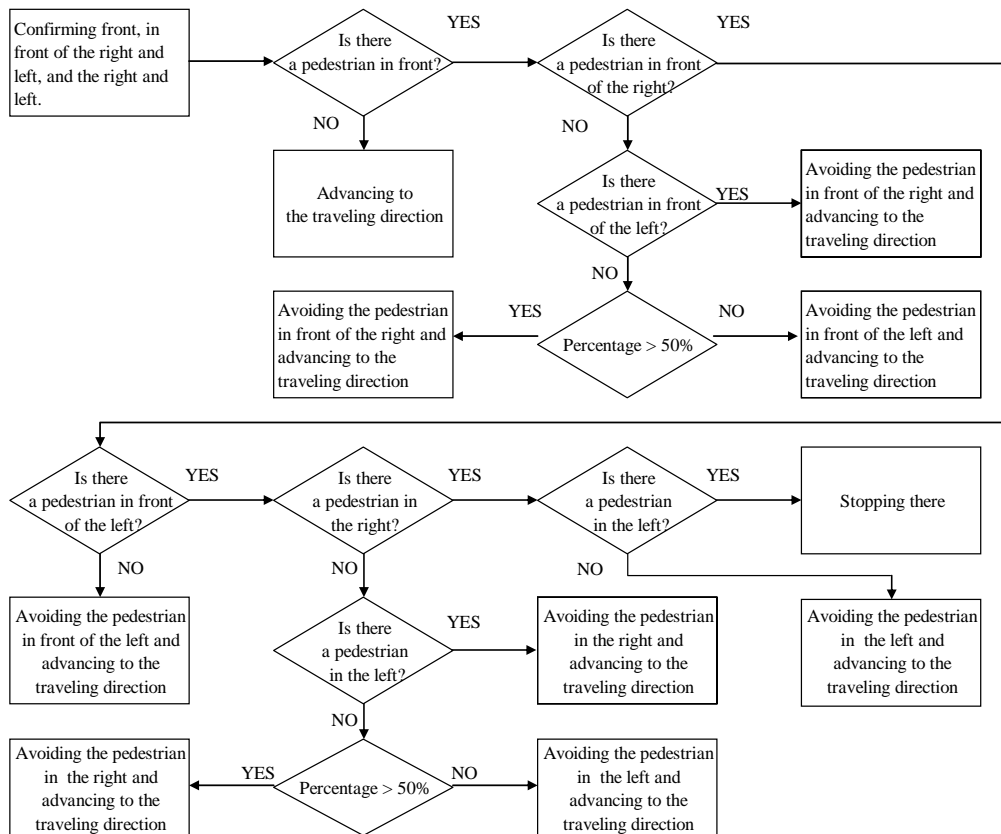 Confirming front, in
front of the right and
left, and the right and
left.
Is there
a pedestrian in front?
YES
NO
Is there
a pedestrian in front
of the right?
YES
NO
Advancing to
the traveling direction
Is there
a pedestrian in front
of the left?
YES
NO
Avoiding the pedestrian
in front of the right and
advancing to the
traveling direction
Avoiding the pedestrian
in front of the right and
advancing to the
traveling direction
YES
Percentage > 50%
NO
Avoiding the pedestrian
in front of the left and
advancing to the
traveling direction
Is there
a pedestrian in front
of the left?
YES
NO
Is there
a pedestrian in
the right?
YES
NO
Is there
a pedestrian
in the left?
YES
NO
Stopping there
Avoiding the pedestrian
in front of the left and
advancing to the
traveling direction
Is there
a pedestrian
in the left?
YES
NO
Avoiding the pedestrian
in the right and
advancing to the
traveling direction
Avoiding the pedestrian
in the left and
advancing to the
traveling direction
Avoiding the pedestrian
in the right and
advancing to the
traveling direction
YES
Percentage > 50%
NO
Avoiding the pedestrian
in the left and
advancing to the
traveling direction